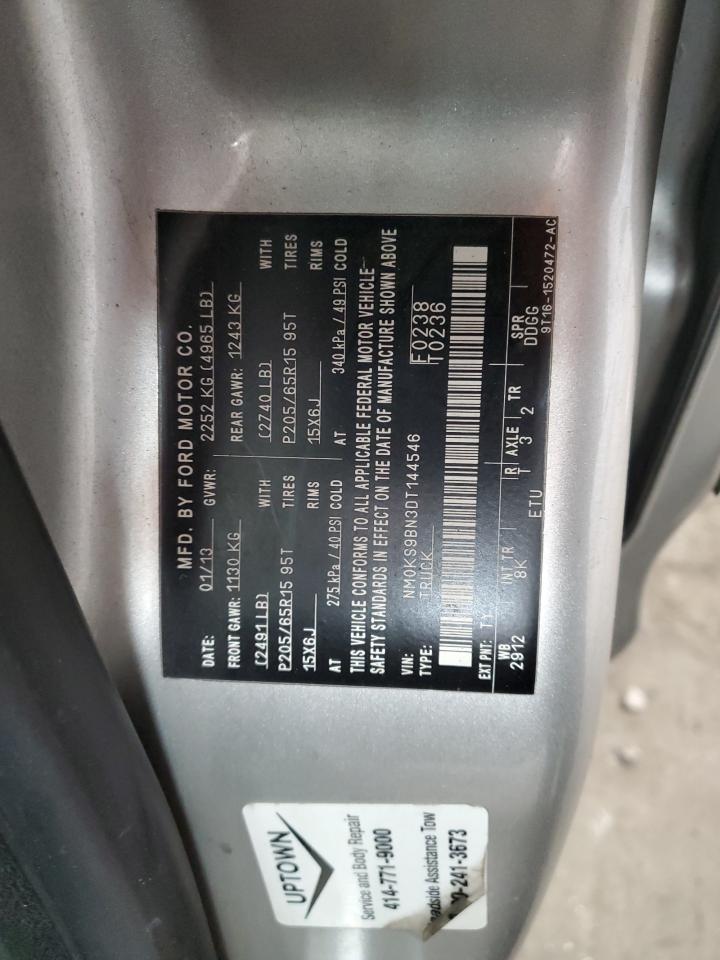 MFD. BY FORD MOTOR CO.
DATE: 01/13 GVWR: 2252 KG (4965 LB)
FRONT GAWR: 1130 KG REAR GAWR: 1243 KG
(2491 LB) WITH (2740 LB) WITH
P205/65R15 95T TIRES P205/65R15 95T TIRES
15X6J RIMS 15X6J RIMS
AT 275 kPa / 40 PSI COLD AT 340 kPa / 49 PSI COLD
THIS VEHICLE CONFORMS TO ALL APPLICABLE FEDERAL MOTOR VEHICLE
SAFETY STANDARDS IN EFFECT ON THE DATE OF MANUFACTURE SHOWN ABOVE
VIN: NM0KS9BN3DT144546 F0238
TYPE: TRUCK T0236
EXT PNT: T1
WB INT TR R AXLE TR SPR
2912 8K T 3 2 DDGG
ETU 9T16-1520472-AC
UPTOWN
Service and Body Repair
414-771-9000
Roadside Assistance Tow
-241-3673